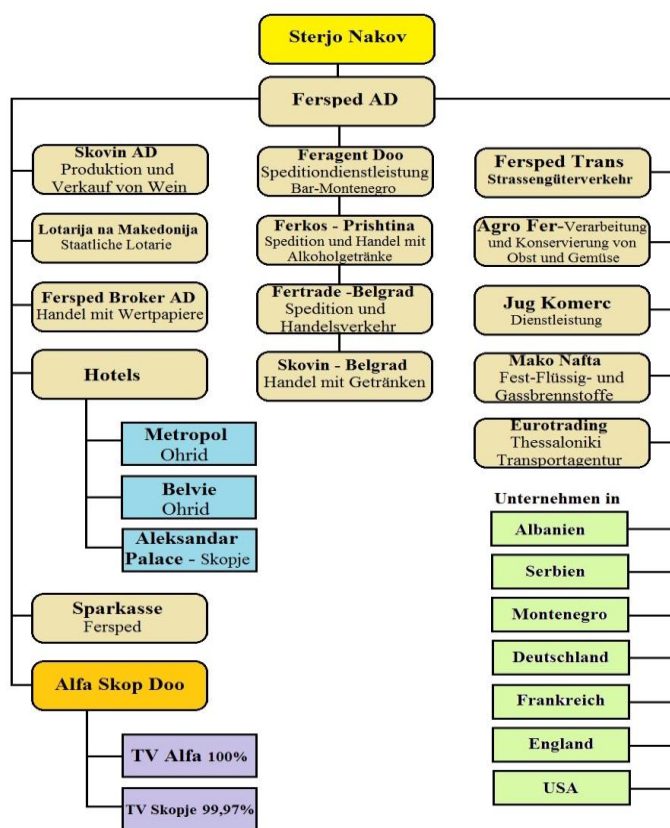 Sterjo Nakov
Fersped AD
Skovin AD
Produktion und
Verkauf von Wein
Lotarija na Makedonija
Staatliche Lotarie
Fersped Broker AD
Handel mit Wertpapiere
Hotels
Metropol
Ohrid
Belvie
Ohrid
Aleksandar
Palace - Skopje
Sparkasse
Fersped
Alfa Skop Doo
TV Alfa 100%
TV Skopje 99,97%
Feragent Doo
Speditiondienstleistung
Bar-Montenegro
Ferkos - Prishtina
Spedition und Handel mit
Alkoholgetränke
Fertrade -Belgrad
Spedition und
Handelsverkehr
Skovin - Belgrad
Handel mit Getränken
Fersped Trans
Strassengüterverkehr
Agro Fer-Verarbeitung
und Konservierung von
Obst und Gemüse
Jug Komerc
Dienstleistung
Mako Nafta
Fest-Flüssig- und
Gassbrennstoffe
Eurotrading
Thessaloniki
Transportagentur
Unternehmen in
Albanien
Serbien
Montenegro
Deutschland
Frankreich
England
USA